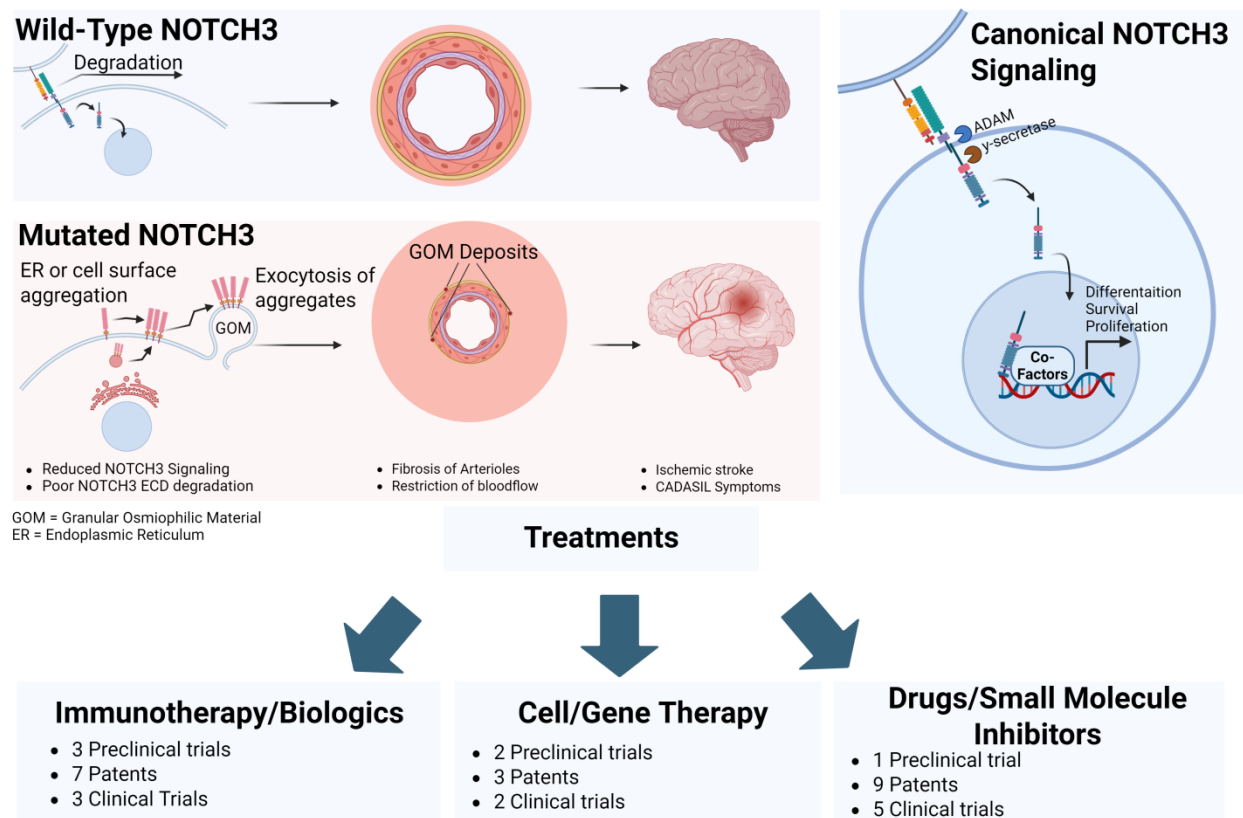 Wild-Type NOTCH3
Degradation
Mutated NOTCH3
ER or cell surface
aggregation
Exocytosis of
aggregates
GOM
GOM Deposits
• Reduced NOTCH3 Signaling
• Poor NOTCH3 ECD degradation
• Fibrosis of Arterioles
• Restriction of bloodflow
• Ischemic stroke
• CADASIL Symptoms
GOM = Granular Osmiophilic Material
ER = Endoplasmic Reticulum
Canonical NOTCH3
Signaling
ADAM
y-secretase
Differentaition
Survival
Proliferation
Co-
Factors
Treatments
Immunotherapy/Biologics
• 3 Preclinical trials
• 7 Patents
• 3 Clinical Trials
Cell/Gene Therapy
• 2 Preclinical trials
• 3 Patents
• 2 Clinical trials
Drugs/Small Molecule
Inhibitors
• 1 Preclinical trial
• 9 Patents
• 5 Clinical trials